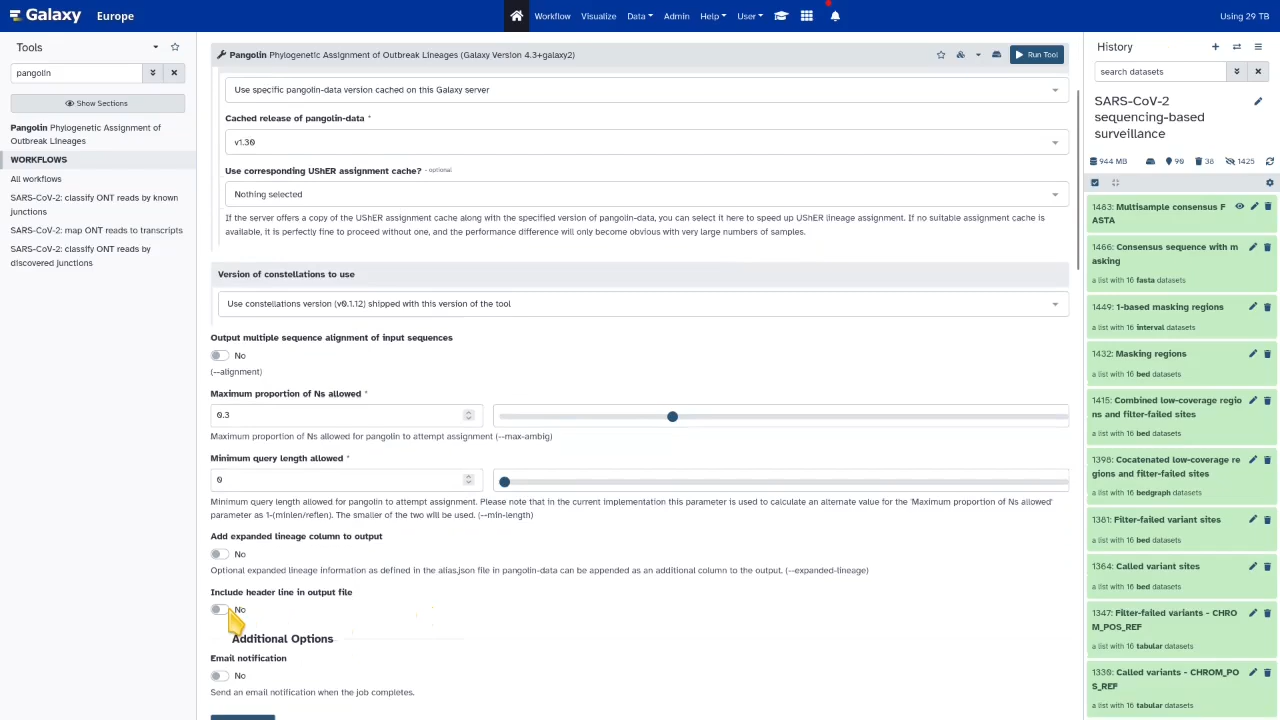 Galaxy Europe
Workflow Visualize Data Admin Help User
Using 29 TB
Tools
pangolin
Show Sections
Pangolin Phylogenetic Assignment of
Outbreak Lineages
WORKFLOWS
All workflows
SARS-CoV-2: classify ONT reads by known
junctions
SARS-CoV-2: map ONT reads to transcripts
SARS-CoV-2: classify ONT reads by
discovered junctions
Pangolin Phylogenetic Assignment of Outbreak Lineages (Galaxy Version 4.3+galaxy2)
Run Tool
Use specific pangolin-data version cached on this Galaxy server
Cached release of pangolin-data *
v1.30
Use corresponding UShER assignment cache? - optional
Nothing selected
If the server offers a copy of the UShER assignment cache along with the specified version of pangolin-data, you can select it here to speed up UShER lineage assignment. If no suitable assignment cache is
available, it is perfectly fine to proceed without one, and the performance difference will only become obvious with very large numbers of samples.
Version of constellations to use
Use constellations version (v0.1.12) shipped with this version of the tool
Output multiple sequence alignment of input sequences
No
(--alignment)
Maximum proportion of Ns allowed *
0.3
Maximum proportion of Ns allowed for pangolin to attempt assignment (--max-ambig)
Minimum query length allowed *
0
Minimum query length allowed for pangolin to attempt assignment. Please note that in the current implementation this parameter is used to calculate an alternate value for the 'Maximum proportion of Ns allowed'
parameter as 1-(minlen/reflen). The smaller of the two will be used. (--min-length)
Add expanded lineage column to output
No
Optional expanded lineage information as defined in the alias.json file in pangolin-data can be appended as an additional column to the output. (--expanded-lineage)
Include header line in output file
No
Additional Options
Email notification
No
Send an email notification when the job completes.
History
search datasets
SARS-CoV-2
sequencing-based
surveillance
944 MB 90 38 1425
1483: Multisample consensus F
ASTA
1466: Consensus sequence with m
asking
a list with 16 fasta datasets
1449: 1-based masking regions
a list with 16 interval datasets
1432: Masking regions
a list with 16 bed datasets
1415: Combined low-coverage regio
ns and filter-failed sites
a list with 16 bed datasets
1398: Cocatenated low-coverage re
gions and filter-failed sites
a list with 16 bedgraph datasets
1381: Filter-failed variant sites
a list with 16 bed datasets
1364: Called variant sites
a list with 16 bed datasets
1347: Filter-failed variants - CHRO
M_POS_REF
a list with 16 tabular datasets
1330: Called variants - CHROM_PO
S_REF
a list with 16 tabular datasets